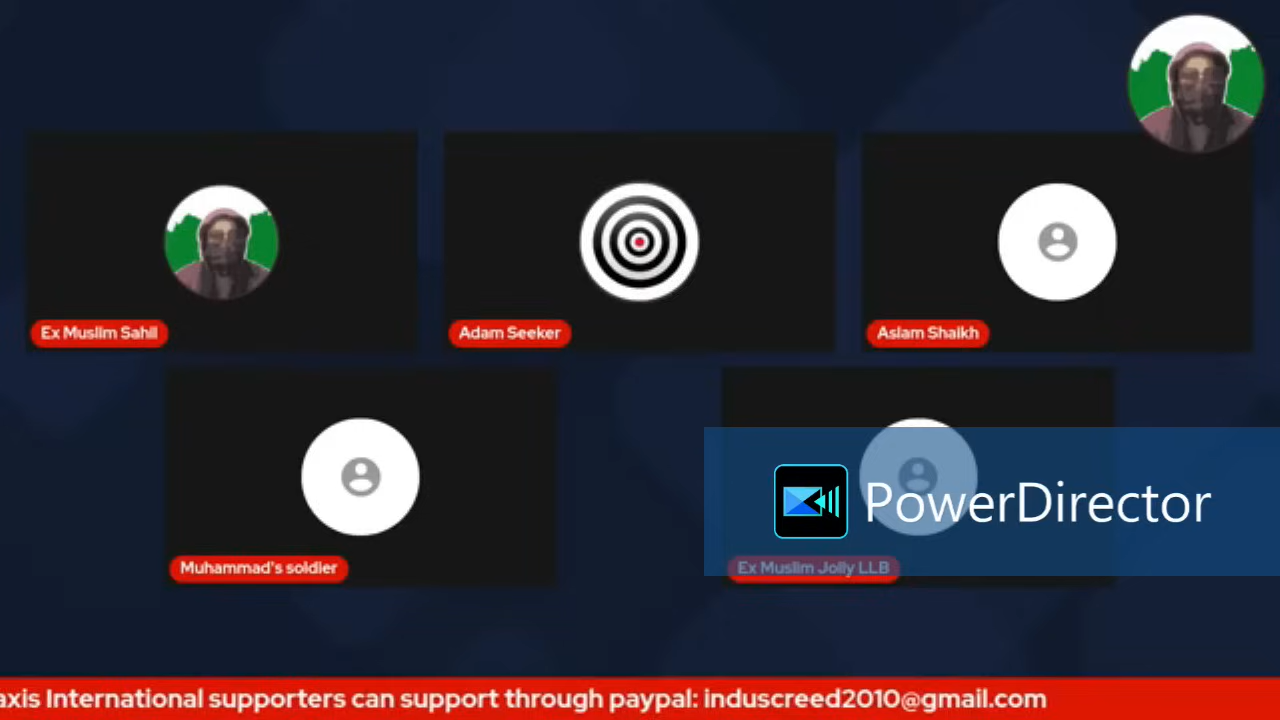 Ex Muslim Sahil
Adam Seeker
Aslam Shaikh
Muhammad's soldier
PowerDirector
Ex Muslim Jolly LLB
axis International supporters can support through paypal: induscreed2010@gmail.com